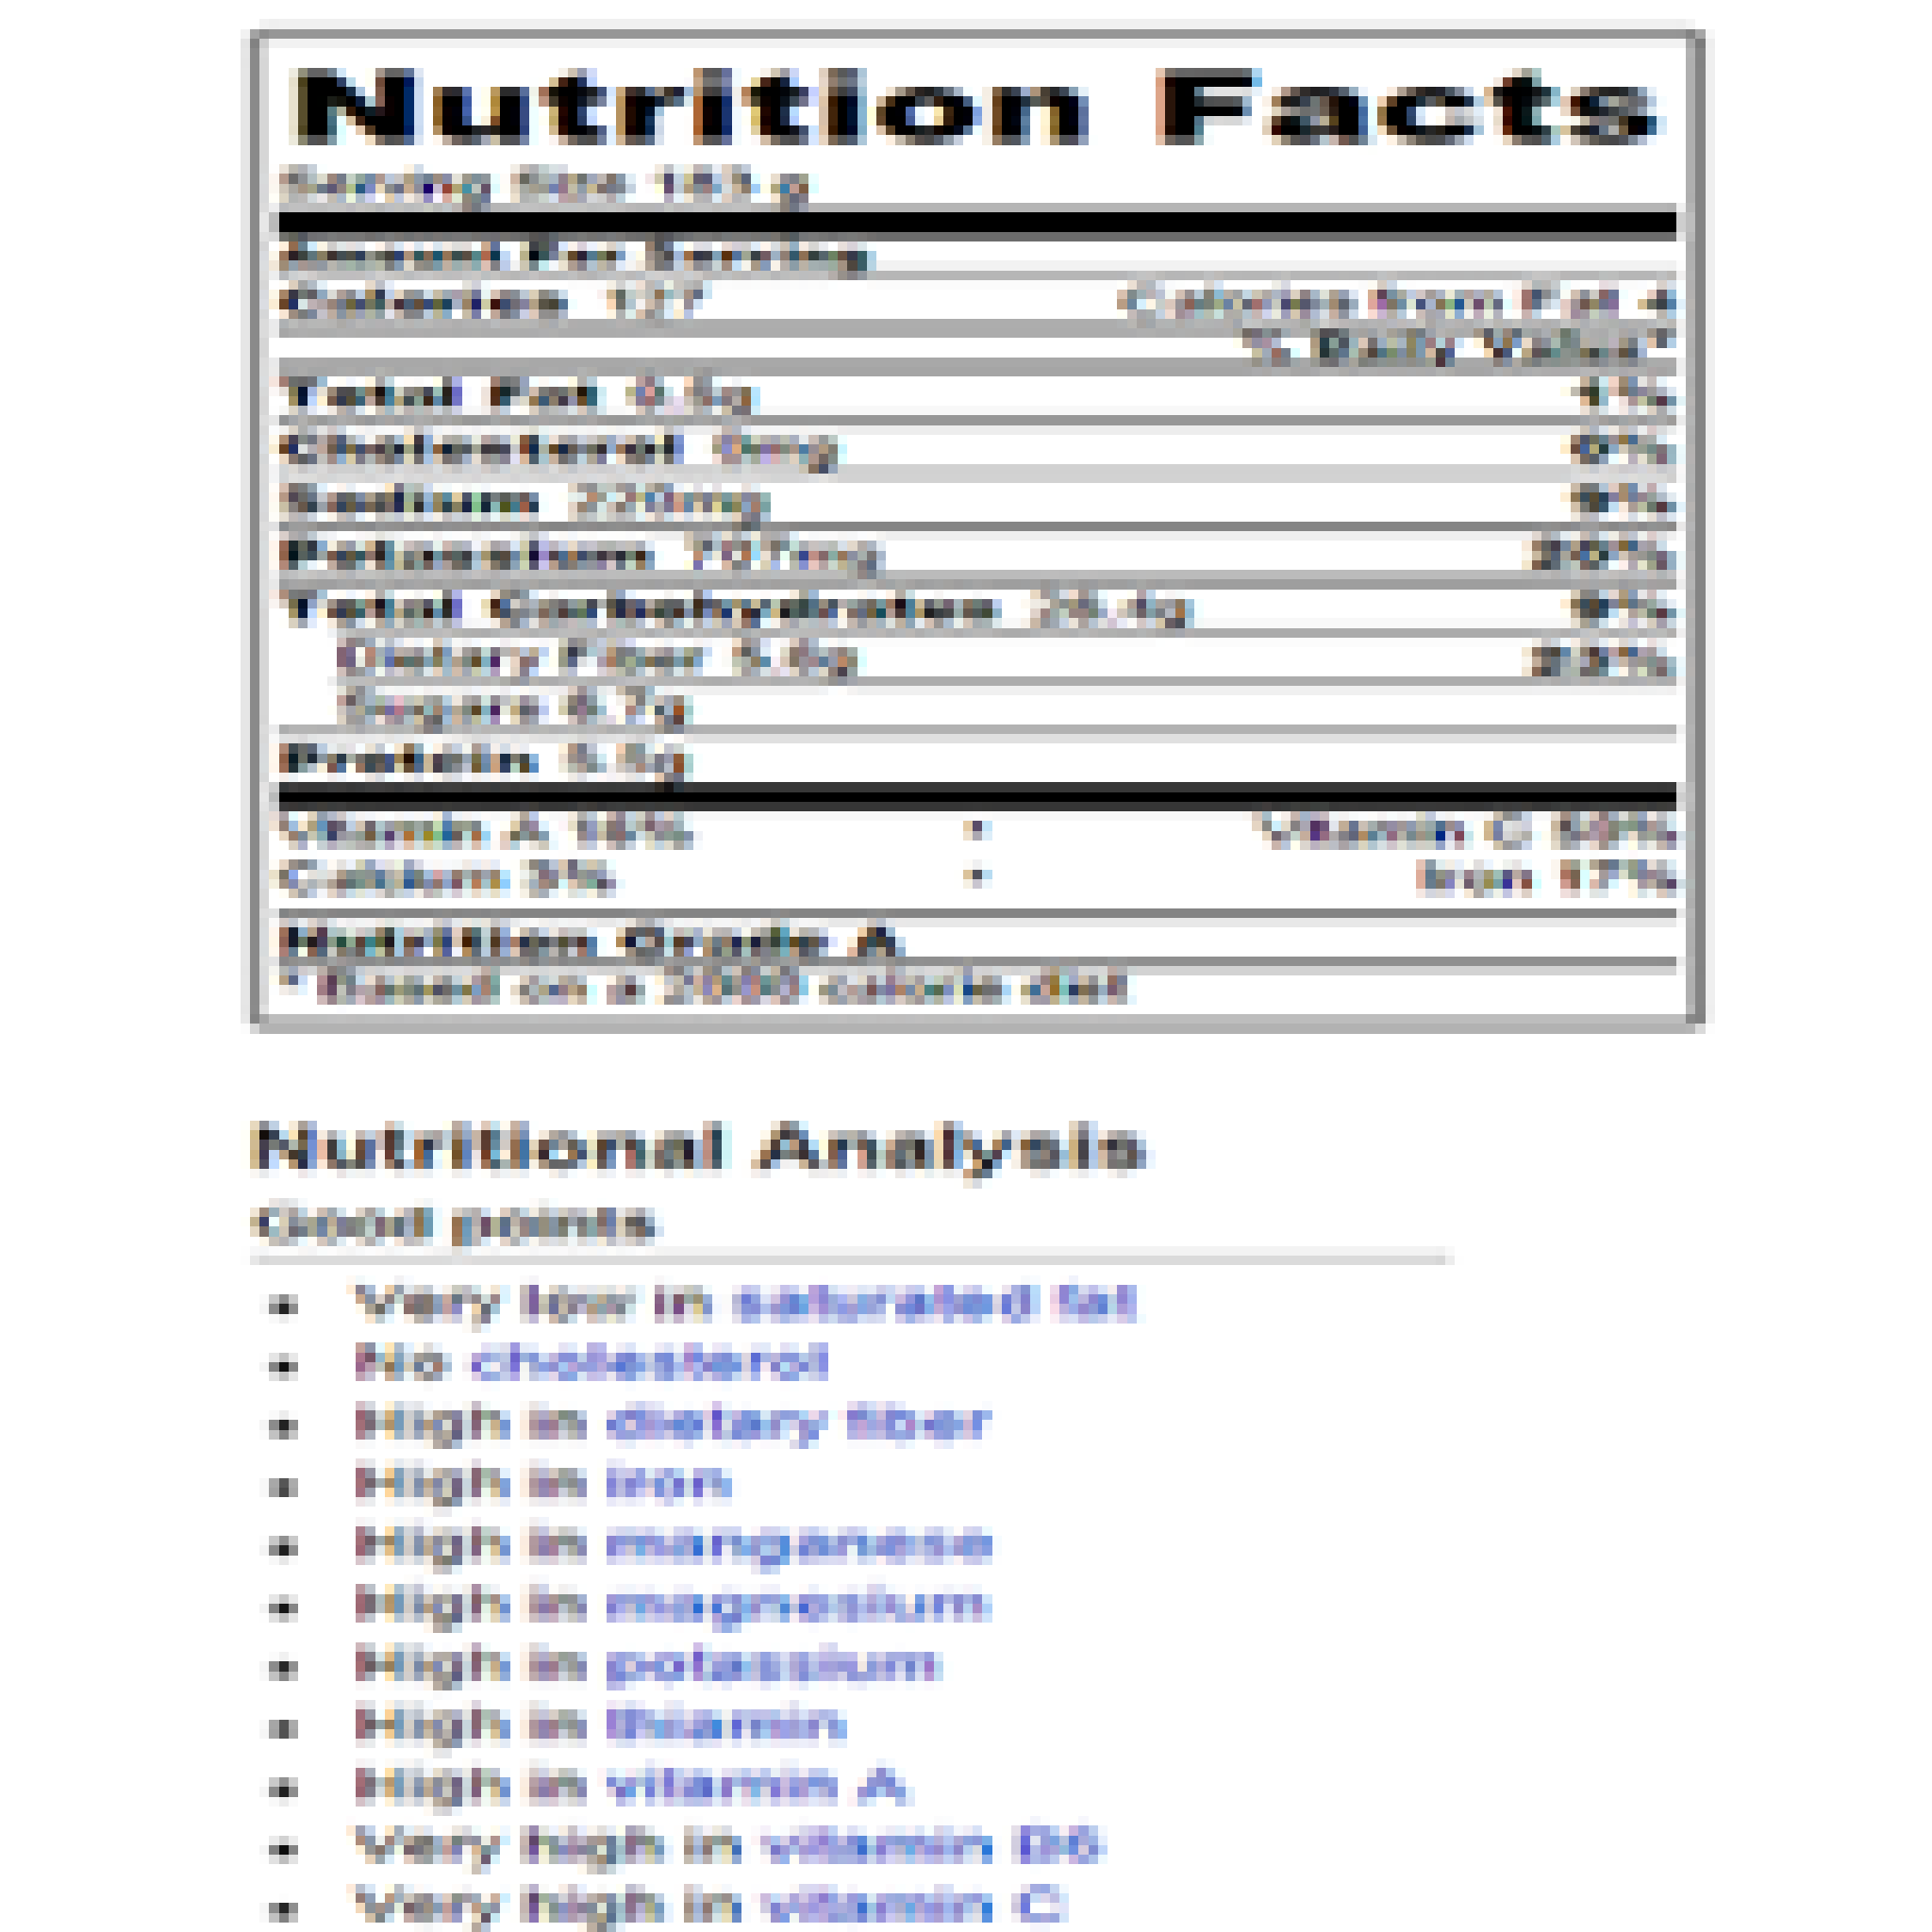 Nutrition Facts
Serving Size 183 g
Amount Per Serving
Calories 127 Calories from Fat 4
% Daily Value*
Total Fat 0.5g 1%
Cholesterol 0mg 0%
Sodium 220mg 9%
Potassium 707mg 20%
Total Carbohydrates 26.4g 9%
Dietary Fiber 5.8g 23%
Sugars 6.7g
Protein 5.5g
Vitamin A 16% • Vitamin C
Calcium 3% • Iron 17%
Nutrition Grade A
* Based on a 2000 calorie diet
Nutritional Analysis
Good points
• Very low in saturated fat
• No cholesterol
• High in dietary fiber
• High in iron
• High in manganese
• High in magnesium
• High in potassium
• High in thiamin
• High in vitamin A
• Very high in vitamin B6
• Very high in vitamin C